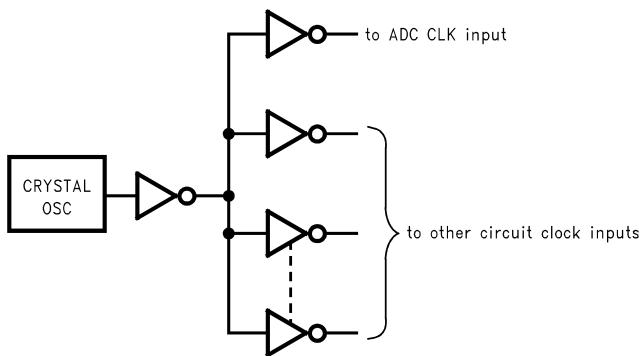 to ADC CLK input
CRYSTAL
OSC
to other circuit clock inputs